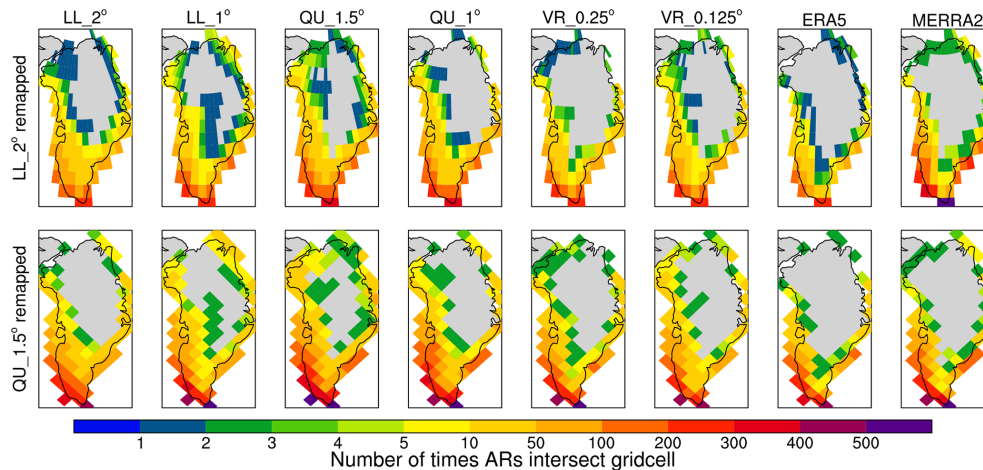 LL_2° LL_1° QU_1.5° QU_1° VR_0.25° VR_0.125° ERA5 MERRA2
LL_2° remapped
QU_1.5° remapped
1 2 3 4 5 10 50 100 200 300 400 500
Number of times ARs intersect gridcell